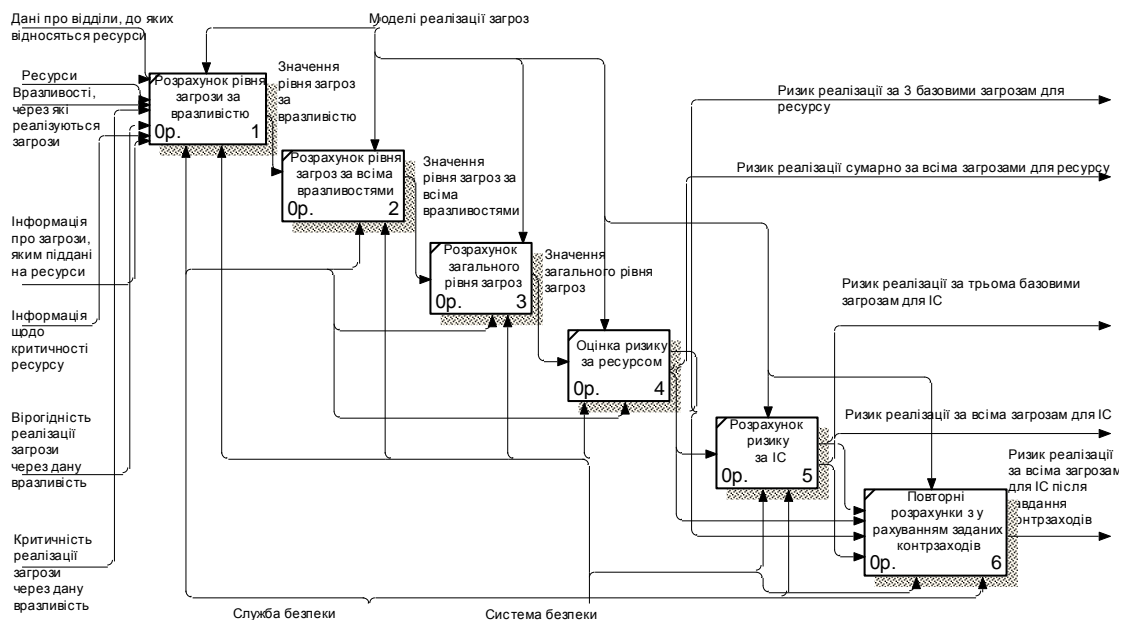 Дані про відділи, до яких
відносяться ресурси
Моделі реалізації загроз
Ресурси
Вразливості,
через які
реалізуються
загрози
Розрахунок рівня
загрози за
вразливістю
0р. 1
Значення
рівня загроз
за
вразливістю
Ризик реалізації за 3 базовими загрозам для
ресурсу
Розрахунок рівня
загроз за всіма
вразливостями
0р. 2
Значення
рівня загроз за
всіма
вразливостями
Ризик реалізації сумарно за всіма загрозами для ресурсу
Інформація
про загрози,
яким піддані
на ресурси
Розрахунок
загального
рівня загроз
0р. 3
Значення
загального рівня
загроз
Ризик реалізації за трьома базовими
загрозам для ІС
Інформація
щодо
критичності
ресурсу
Оцінка ризику
за ресурсом
0р. 4
Вірогідність
реалізації
загрози
через дану
вразливість
Розрахунок
ризику
за ІС
0р. 5
Ризик реалізації за всіма загрозам для ІС
Ризик реалізації
за всіма загрозам
для ІС після
авдання
контрзаходів
Повторні
розрахунки з у
рахуванням заданих
контрзаходів
0р. 6
Критичність
реалізації
загрози
через дану
вразливість
Служба безпеки
Система безпеки